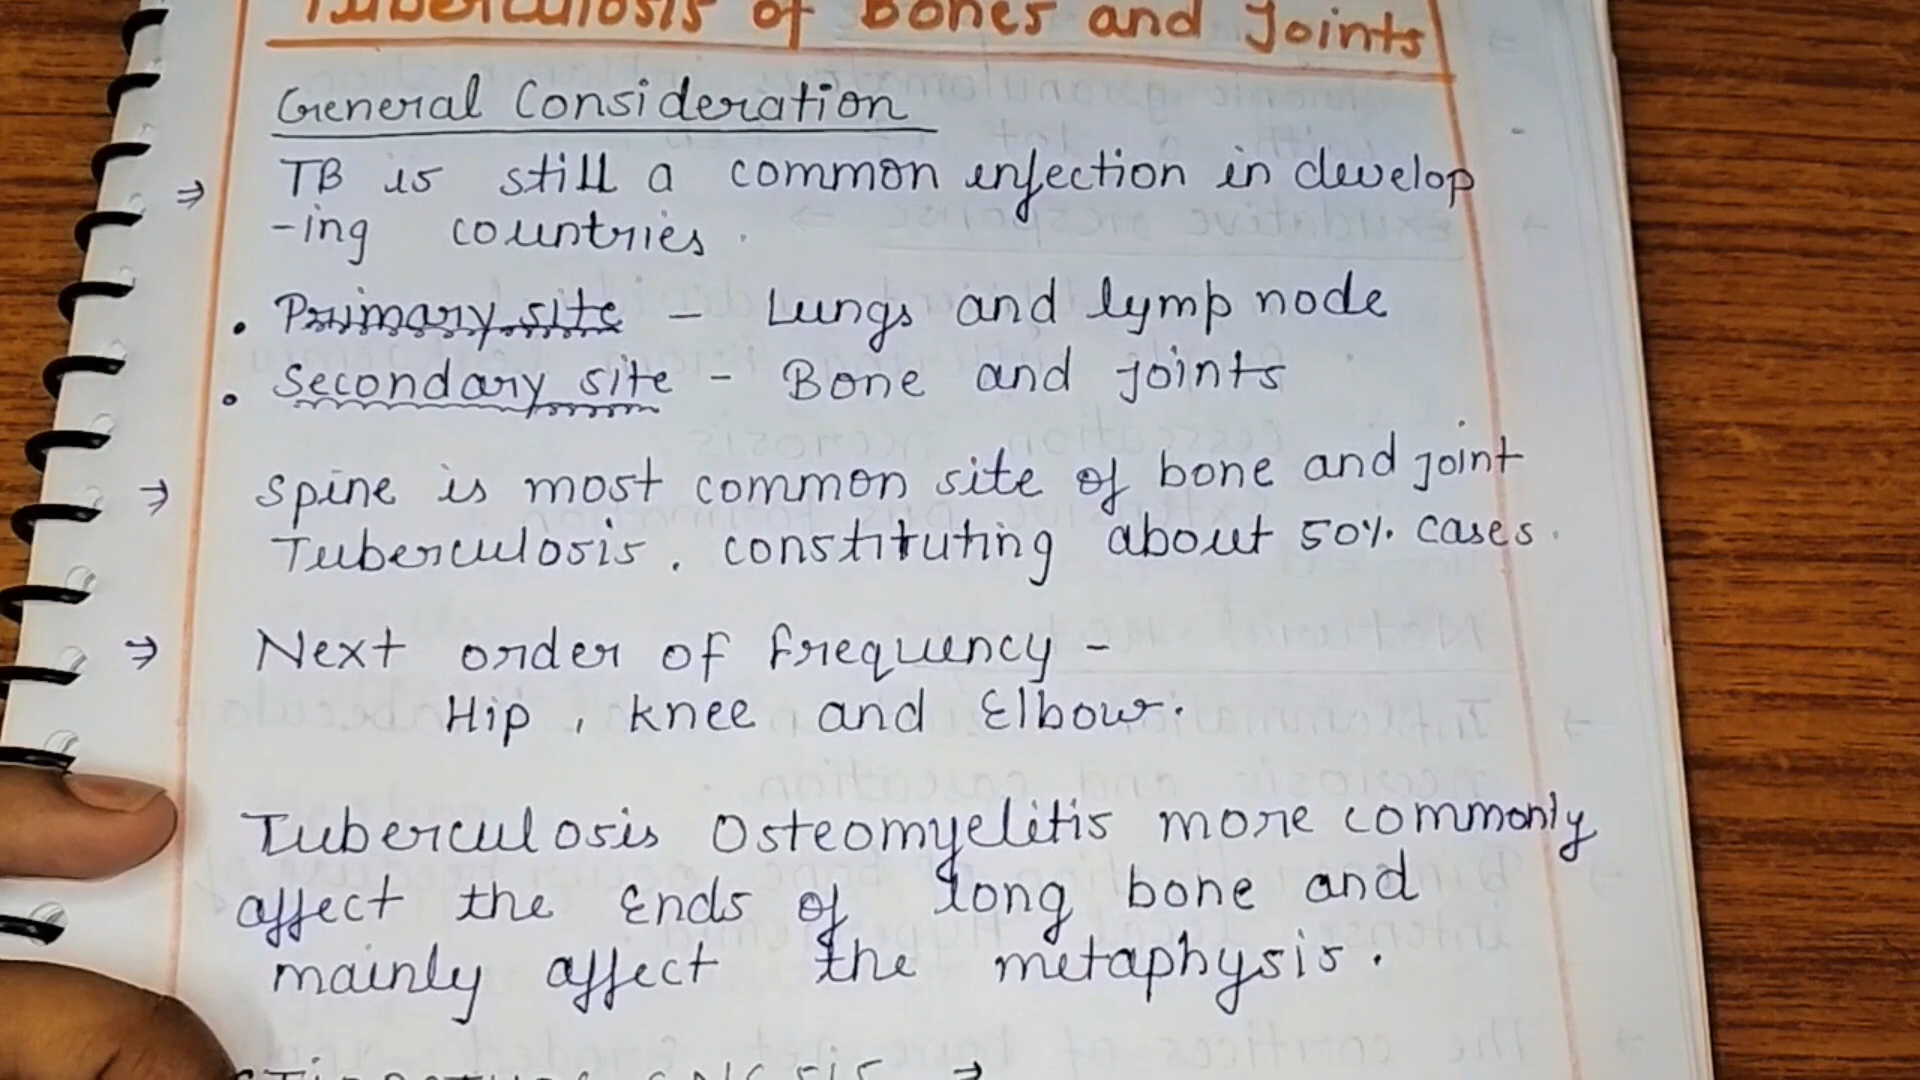 Tuberculosis of Bones and Joints
General Consideration
⇒ TB is still a common infection in develop
-ing countries.
• Primary site - Lungs and lymp node
• Secondary site - Bone and joints
⇒ Spine is most common site of bone and joint
Tuberculosis. constituting about 50% cases.
⇒ Next order of frequency -
Hip, knee and Elbow.
Tuberculosis Osteomyelitis more commonly
affect the Ends of long bone and
mainly affect the metaphysis.